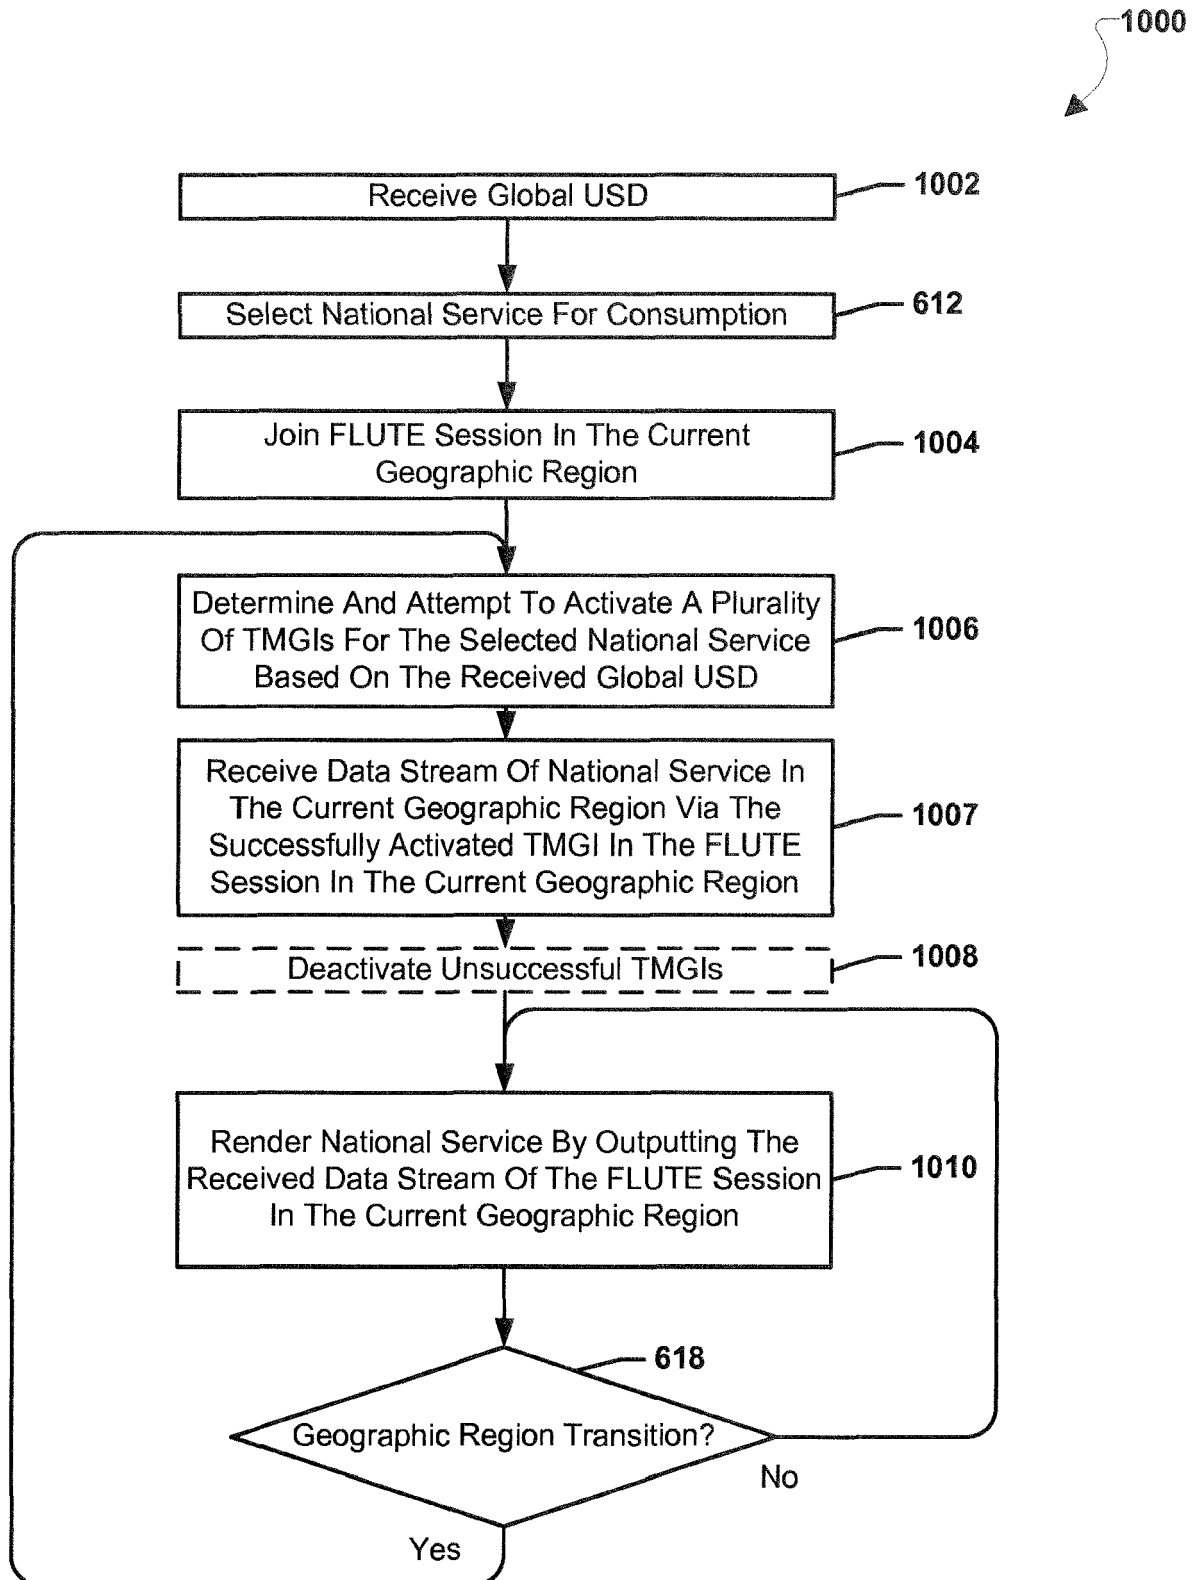 1000
Receive Global USD
1002
Select National Service For Consumption
612
Join FLUTE Session In The Current
Geographic Region
1004
Determine And Attempt To Activate A Plurality
Of TMGIs For The Selected National Service
Based On The Received Global USD
1006
Receive Data Stream Of National Service In
The Current Geographic Region Via The
Successfully Activated TMGI In The FLUTE
Session In The Current Geographic Region
1007
Deactivate Unsuccessful TMGIs
1008
Render National Service By Outputting The
Received Data Stream Of The FLUTE Session
In The Current Geographic Region
1010
618
Geographic Region Transition?
No
Yes